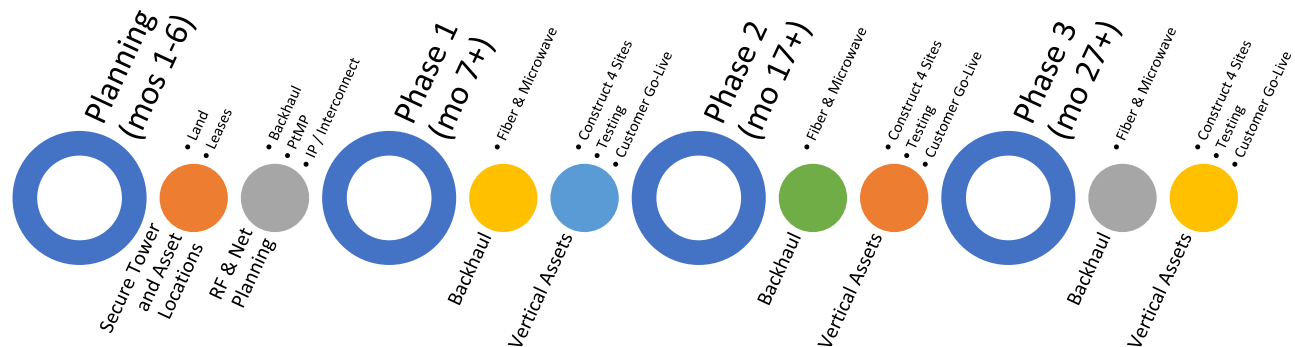 Planning
(mos 1-6)
Secure Tower
and Asset
Locations
• Land
• Leases
RF & Net
Planning
• Backhaul
• PtMP
• IP / Interconnect
Phase 1
(mo 7+)
Backhaul
• Fiber & Microwave
Vertical Assets
• Construct 4 Sites
• Testing
• Customer Go-Live
Phase 2
(mo 17+)
Backhaul
• Fiber & Microwave
Vertical Assets
• Construct 4 Sites
• Testing
• Customer Go-Live
Phase 3
(mo 27+)
Backhaul
• Fiber & Microwave
Vertical Assets
• Construct 4 Sites
• Testing
• Customer Go-Live